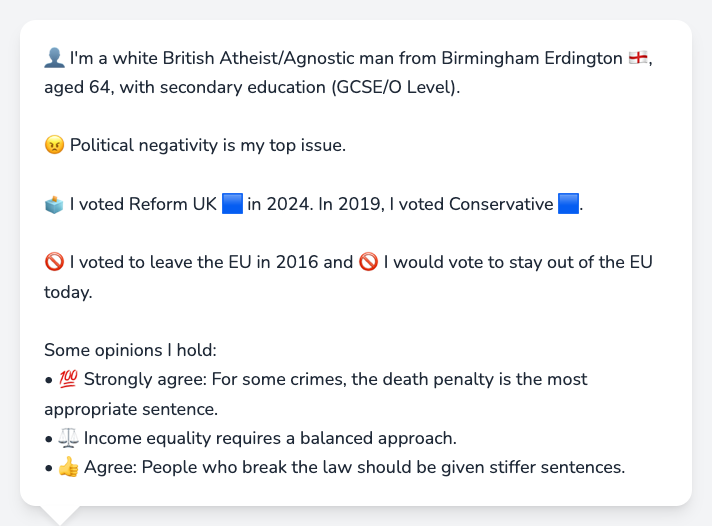 👤 I'm a white British Atheist/Agnostic man from Birmingham Erdington 🏴󠁧󠁢󠁥󠁮󠁧󠁿,
aged 64, with secondary education (GCSE/O Level).
😠 Political negativity is my top issue.
🗳️ I voted Reform UK 🟦 in 2024. In 2019, I voted Conservative 🟦.
🚫 I voted to leave the EU in 2016 and 🚫 I would vote to stay out of the EU
today.
Some opinions I hold:
• 💯 Strongly agree: For some crimes, the death penalty is the most
appropriate sentence.
• ⚖️ Income equality requires a balanced approach.
• 👍 Agree: People who break the law should be given stiffer sentences.